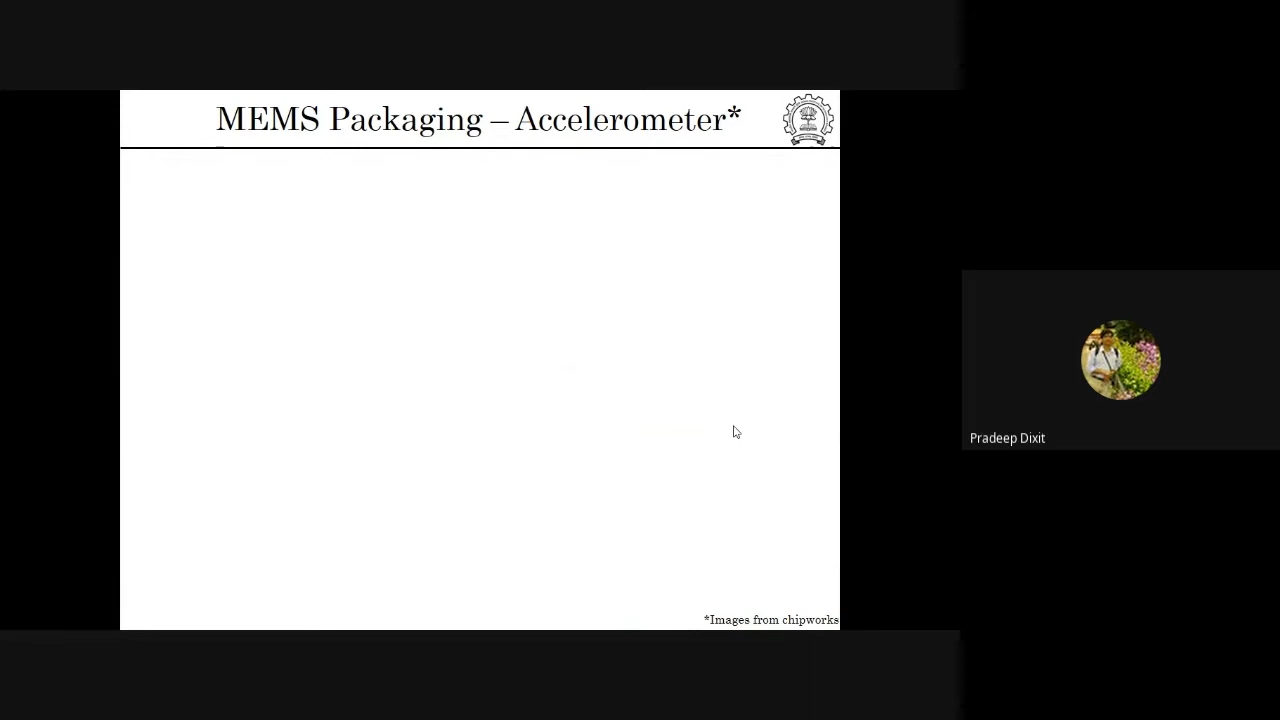 MEMS Packaging – Accelerometer*
Pradeep Dixit
*Images from chipworks